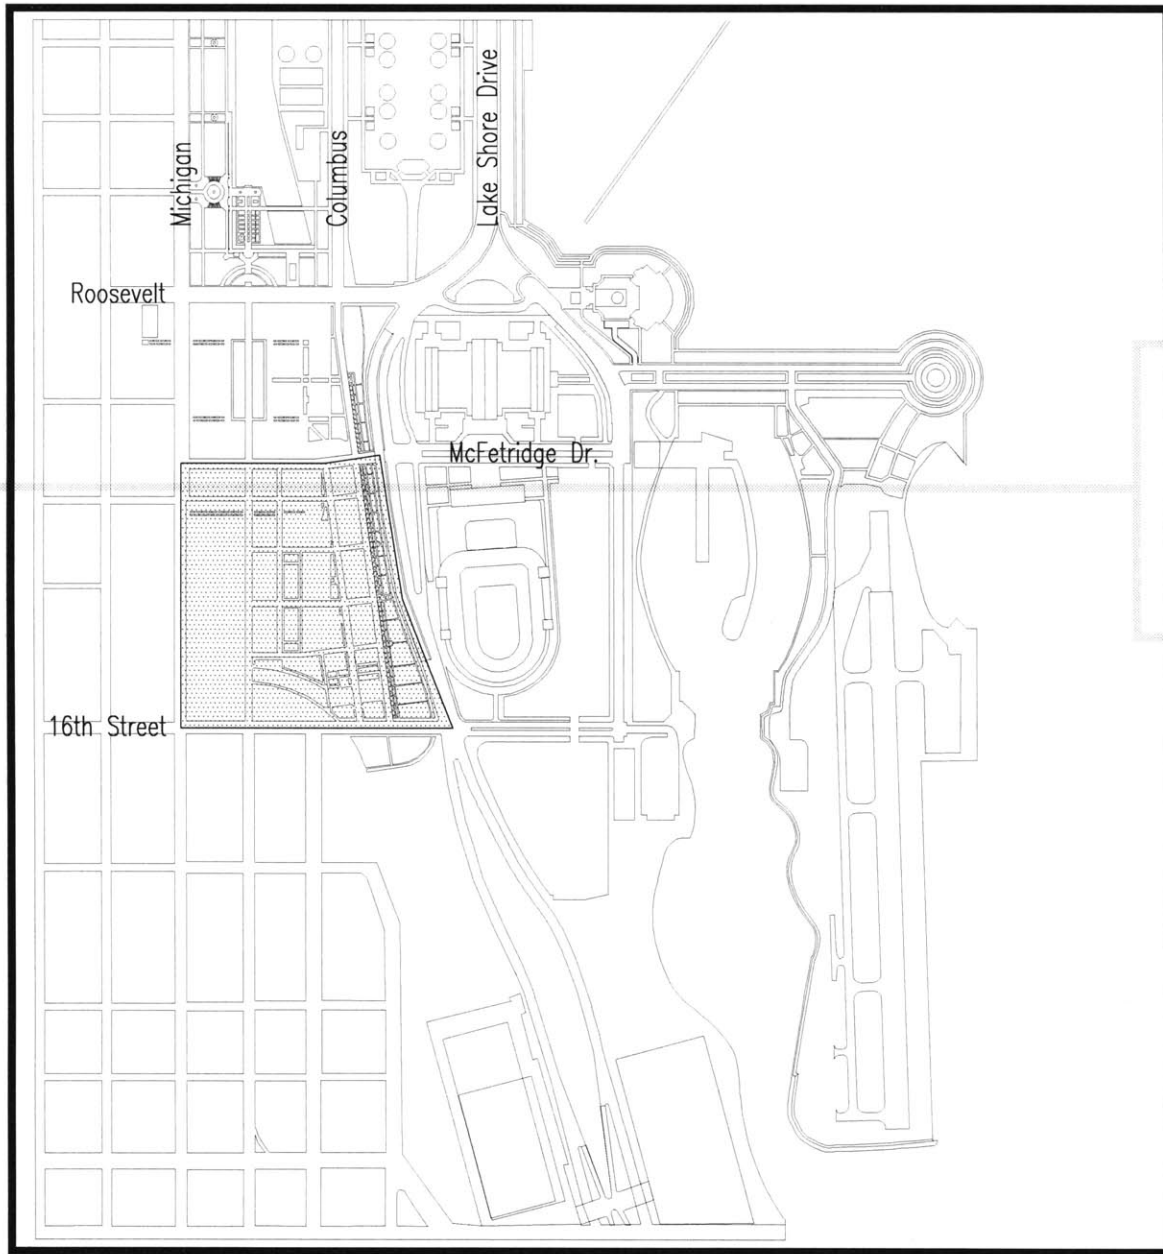 Michigan
Columbus
Lake Shore Drive
Roosevelt
McFetridge Dr.
16th Street